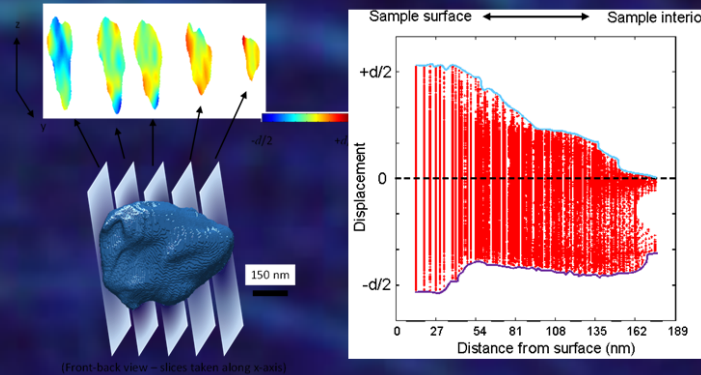 z
Y
-d/2
+d
150 nm
(Front-back view – slices taken along x-axis)
Sample surface
Sample interio
+d/2
0
-d/2
Displacement
0 27 54 81 108 135 162 189
Distance from surface (nm)